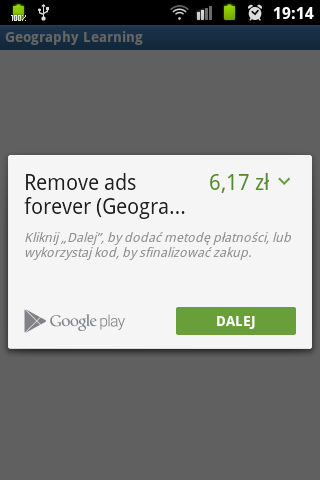 100%
19:14
Geography Learning
Remove ads
forever (Geogra...
6,17 zł
Kliknij „Dalej”, by dodać metodę płatności, lub
wykorzystaj kod, by sfinalizować zakup.
Google play
DALEJ